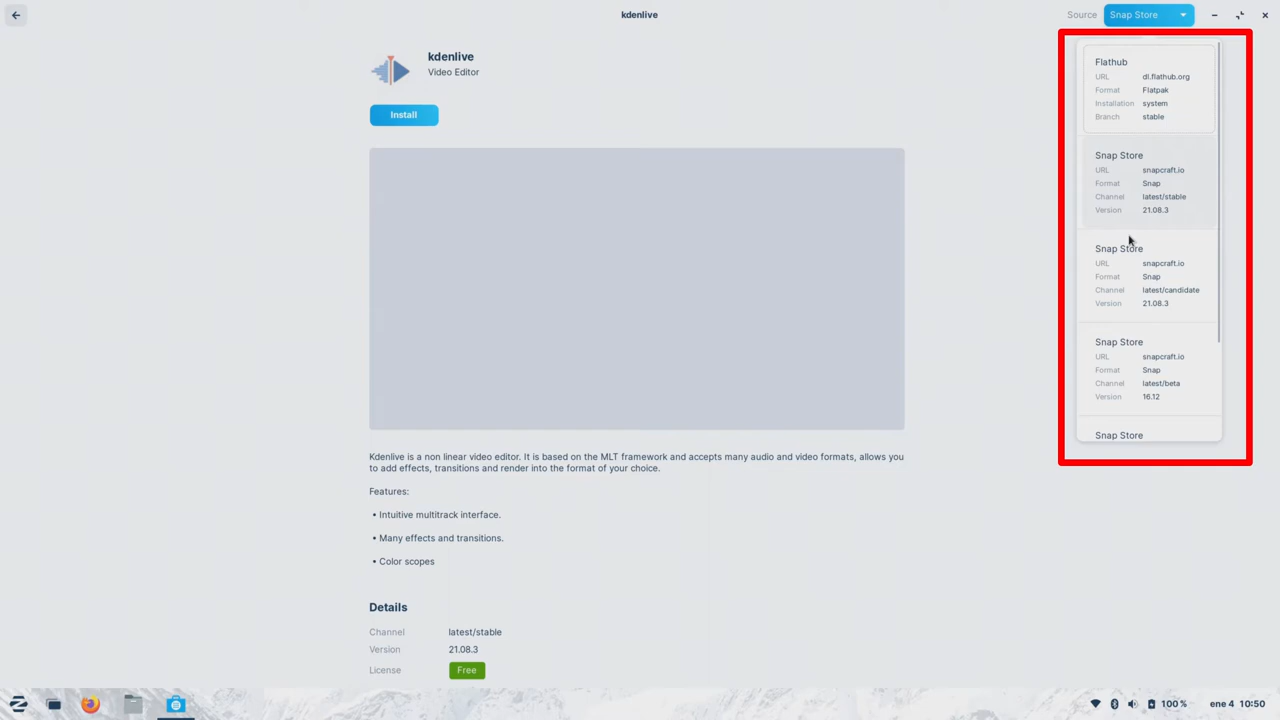 kdenlive
Source Snap Store
kdenlive
Video Editor
Install
Flathub
URL dl.flathub.org
Format Flatpak
Installation system
Branch stable
Snap Store
URL snapcraft.io
Format Snap
Channel latest/stable
Version 21.08.3
Snap Store
URL snapcraft.io
Format Snap
Channel latest/candidate
Version 21.08.3
Snap Store
URL snapcraft.io
Format Snap
Channel latest/beta
Version 16.12
Snap Store
Kdenlive is a non linear video editor. It is based on the MLT framework and accepts many audio and video formats, allows you
to add effects, transitions and render into the format of your choice.
Features:
• Intuitive multitrack interface.
• Many effects and transitions.
• Color scopes
Details
Channel latest/stable
Version 21.08.3
License Free
100 % ene 4 10:50